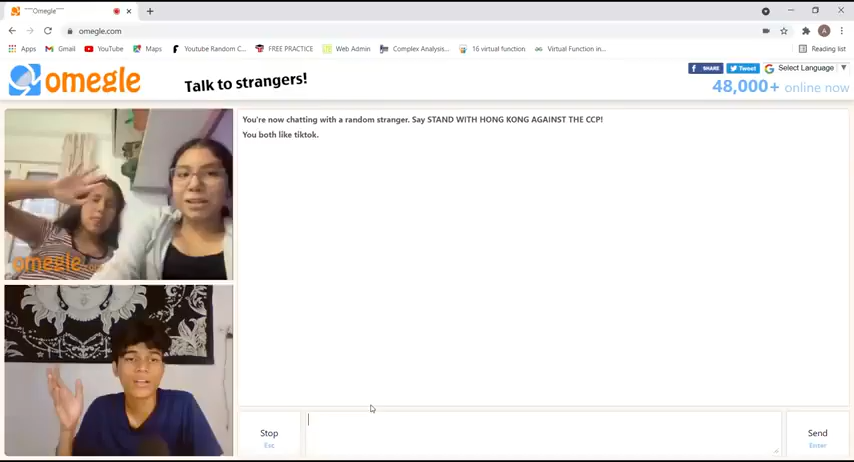 """Omegle"
omegle.com
A
Apps
Gmail
YouTube
Maps
Youtube Random C...
FREE PRACTICE
Web Admin
Complex Analysis...
16 virtual function
Virtual Function in...
Reading list
omegle
Talk to strangers!
f SHARE
Tweet
G Select Language ▼
48,000+ online now
You're now chatting with a random stranger. Say STAND WITH HONG KONG AGAINST THE CCP!
You both like tiktok.
omegle.com
Stop
Esc
Send
Enter